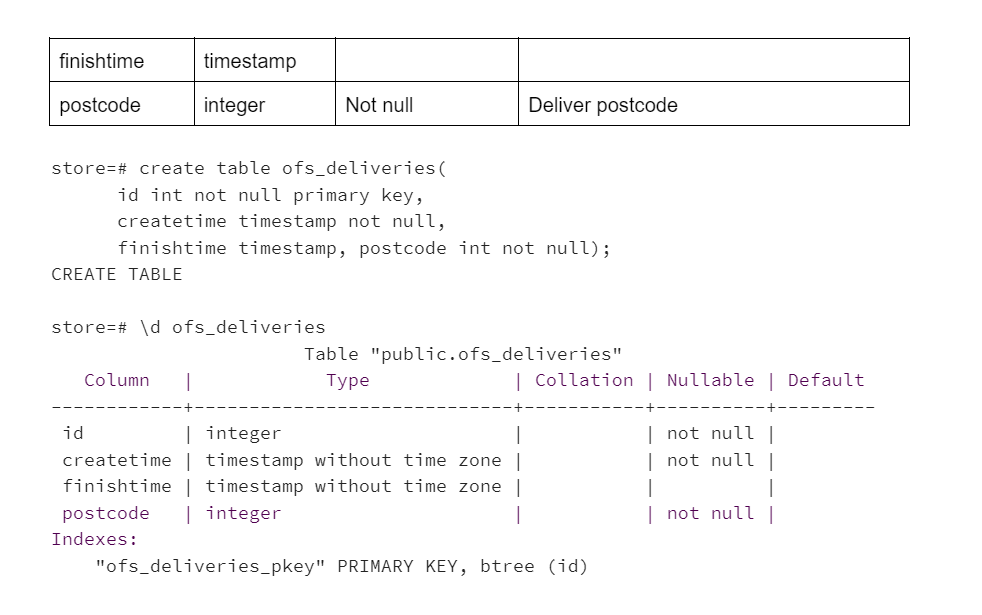 finishtime timestamp
postcode integer Not null Deliver postcode
store=# create table ofs_deliveries(
      id int not null primary key,
      createtime timestamp not null,
      finishtime timestamp, postcode int not null);
CREATE TABLE
store=# \d ofs_deliveries
                       Table "public.ofs_deliveries"
   Column   |            Type             | Collation | Nullable | Default
------------+-----------------------------+-----------+----------+---------
 id         | integer                     |           | not null |
 createtime | timestamp without time zone |           | not null |
 finishtime | timestamp without time zone |           |          |
 postcode   | integer                     |           | not null |
Indexes:
    "ofs_deliveries_pkey" PRIMARY KEY, btree (id)